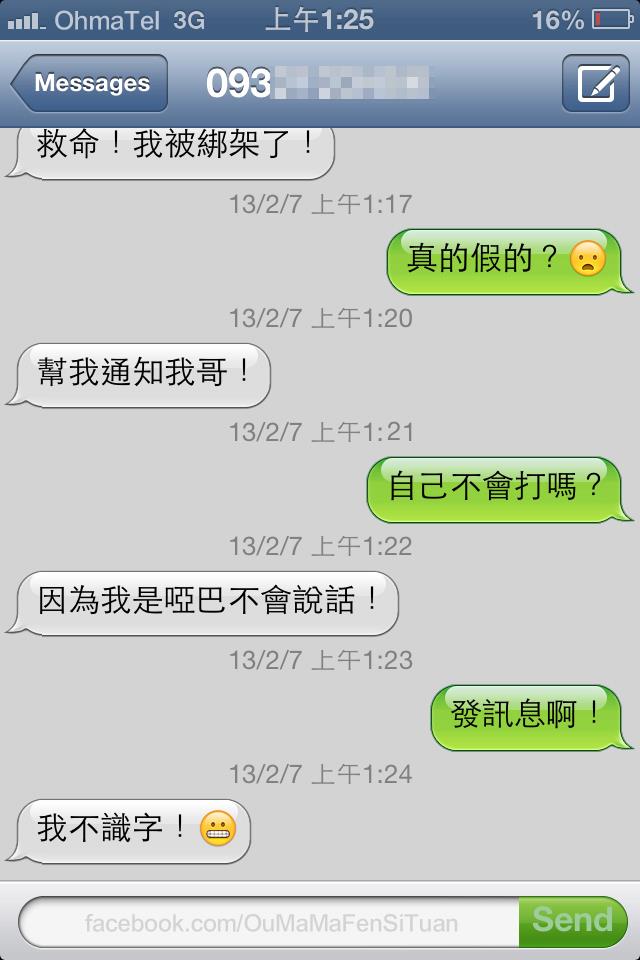 OhmaTel 3G 上午1:25 16%
Messages 093
救命！我被綁架了！
13/2/7 上午1:17
真的假的？
13/2/7 上午1:20
幫我通知我哥！
13/2/7 上午1:21
自己不會打嗎？
13/2/7 上午1:22
因為我是啞巴不會說話！
13/2/7 上午1:23
發訊息啊！
13/2/7 上午1:24
我不識字！
facebook.com/OuMaMaFenSiTuan Send